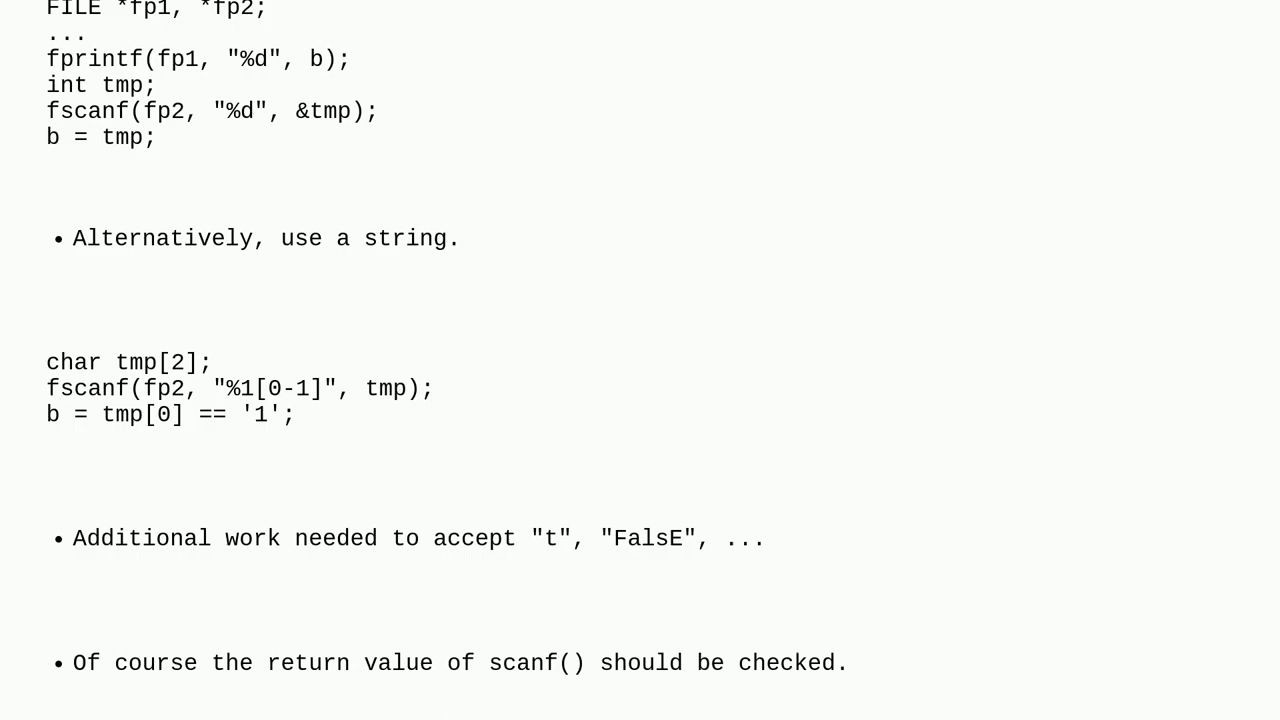 FILE *fp1, *fp2;
...
fprintf(fp1, "%d", b);
int tmp;
fscanf(fp2, "%d", &tmp);
b = tmp;
• Alternatively, use a string.
char tmp[2];
fscanf(fp2, "%1[0-1]", tmp);
b = tmp[0] == '1';
• Additional work needed to accept "t", "FalsE", ...
• Of course the return value of scanf() should be checked.